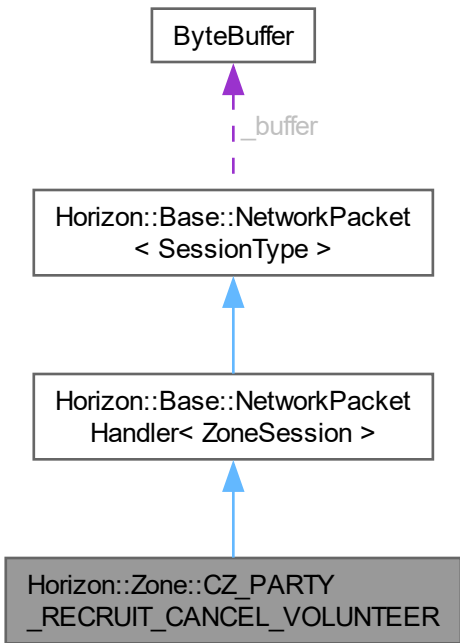 ByteBuffer
_buffer
Horizon::Base::NetworkPacket
< SessionType >
Horizon::Base::NetworkPacket
Handler< ZoneSession >
Horizon::Zone::CZ_PARTY
_RECRUIT_CANCEL_VOLUNTEER